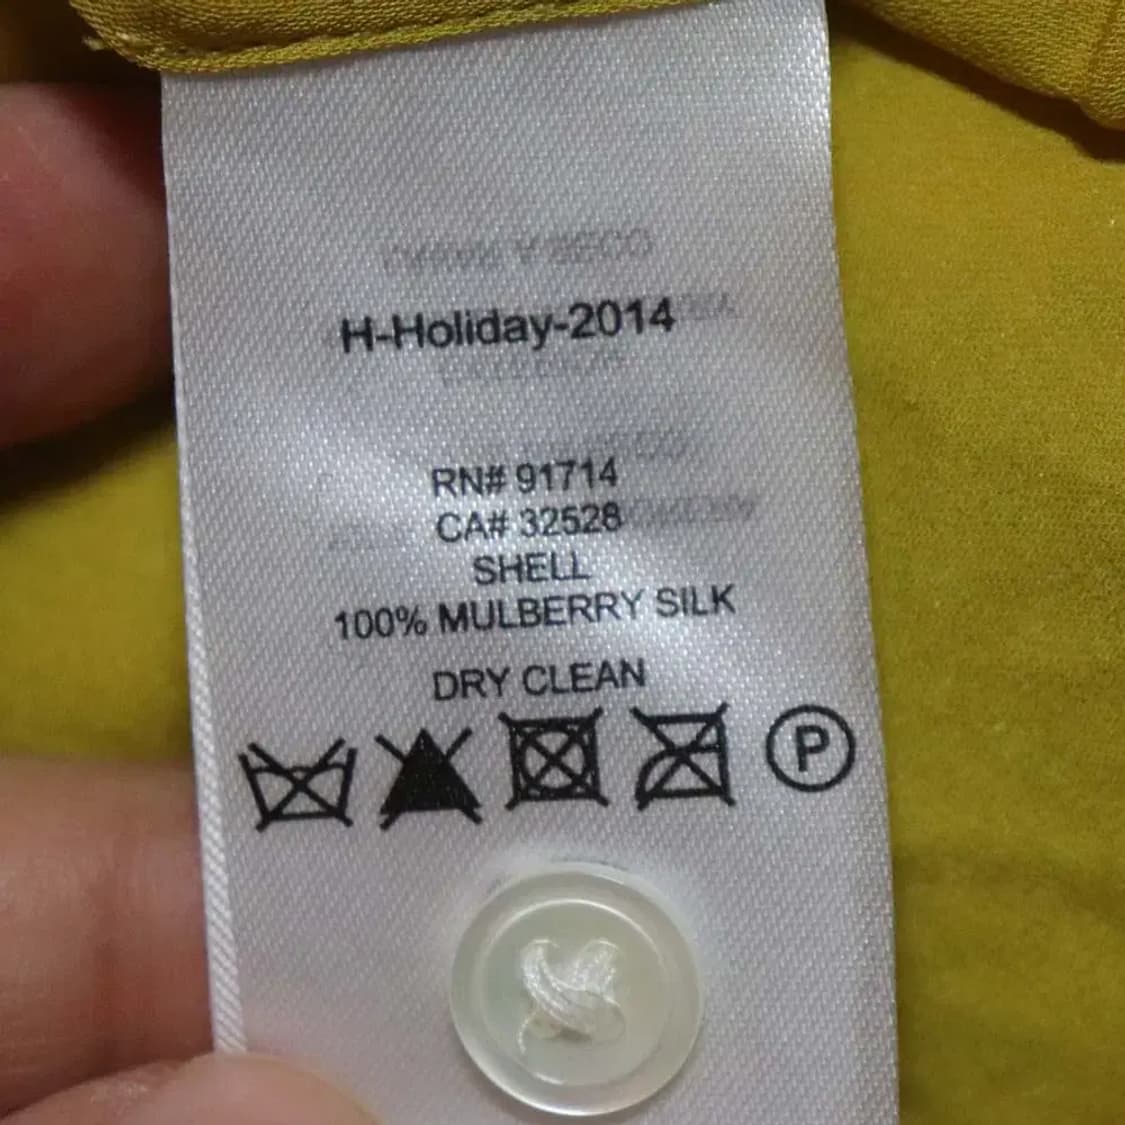 H-Holiday-2014
RN# 91714
CA# 32528
SHELL
100% MULBERRY SILK
DRY CLEAN
P